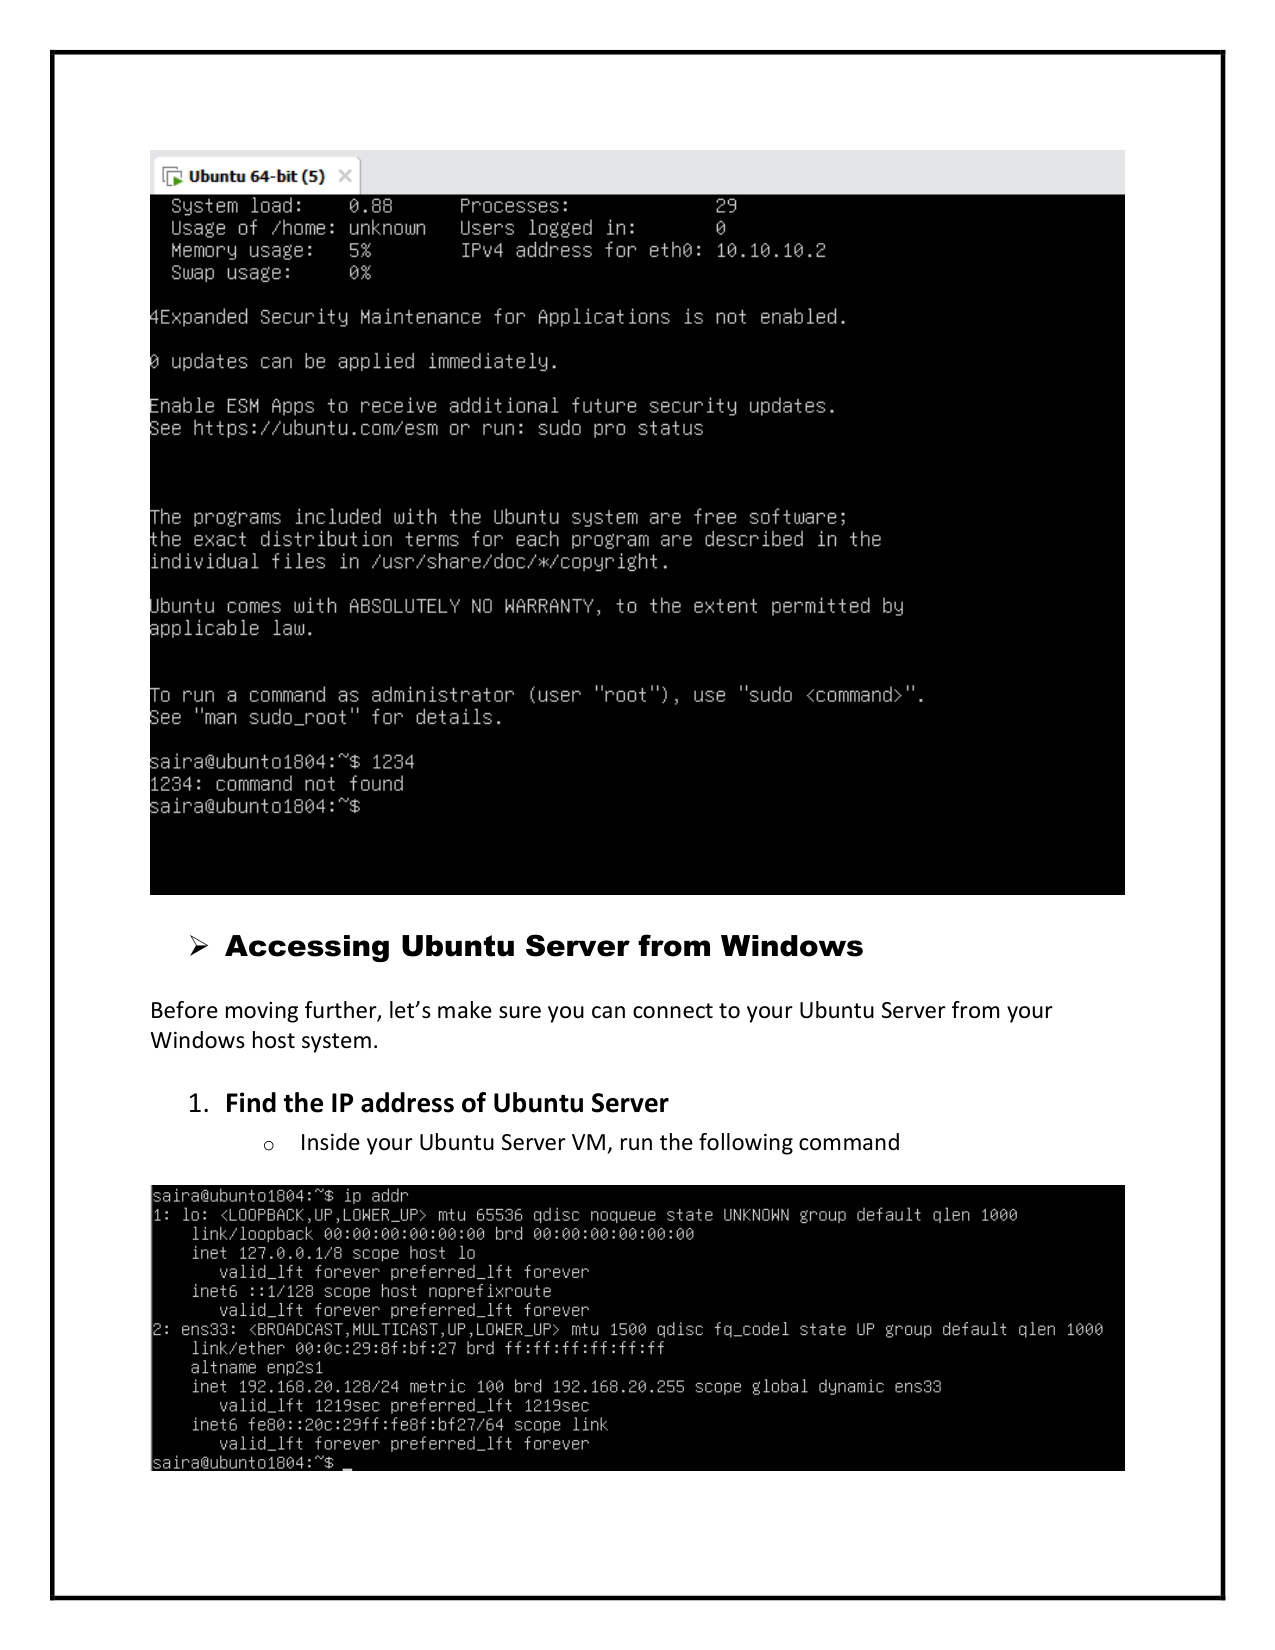 Ubuntu 64-bit (5)
System load: 0.88 Processes: 29
Usage of /home: unknown Users logged in: 0
Memory usage: 5% IPv4 address for eth0: 10.10.10.2
Swap usage: 0%
4Expanded Security Maintenance for Applications is not enabled.
0 updates can be applied immediately.
Enable ESM Apps to receive additional future security updates.
See https://ubuntu.com/esm or run: sudo pro status
The programs included with the Ubuntu system are free software;
the exact distribution terms for each program are described in the
individual files in /usr/share/doc/*/copyright.
Ubuntu comes with ABSOLUTELY NO WARRANTY, to the extent permitted by
applicable law.
To run a command as administrator (user "root"), use "sudo <command>".
See "man sudo_root" for details.
saira@ubunto1804:~$ 1234
1234: command not found
saira@ubunto1804:~$
➢ Accessing Ubuntu Server from Windows
Before moving further, let’s make sure you can connect to your Ubuntu Server from your
Windows host system.
1. Find the IP address of Ubuntu Server
o Inside your Ubuntu Server VM, run the following command
saira@ubunto1804:~$ ip addr
1: lo: <LOOPBACK,UP,LOWER_UP> mtu 65536 qdisc noqueue state UNKNOWN group default qlen 1000
link/loopback 00:00:00:00:00:00 brd 00:00:00:00:00:00
inet 127.0.0.1/8 scope host lo
valid_lft forever preferred_lft forever
inet6 ::1/128 scope host noprefixroute
valid_lft forever preferred_lft forever
2: ens33: <BROADCAST,MULTICAST,UP,LOWER_UP> mtu 1500 qdisc fq_codel state UP group default qlen 1000
link/ether 00:0c:29:8f:bf:27 brd ff:ff:ff:ff:ff:ff
altname enp2s1
inet 192.168.20.128/24 metric 100 brd 192.168.20.255 scope global dynamic ens33
valid_lft 1219sec preferred_lft 1219sec
inet6 fe80::20c:29ff:fe8f:bf27/64 scope link
valid_lft forever preferred_lft forever
saira@ubunto1804:~$ _